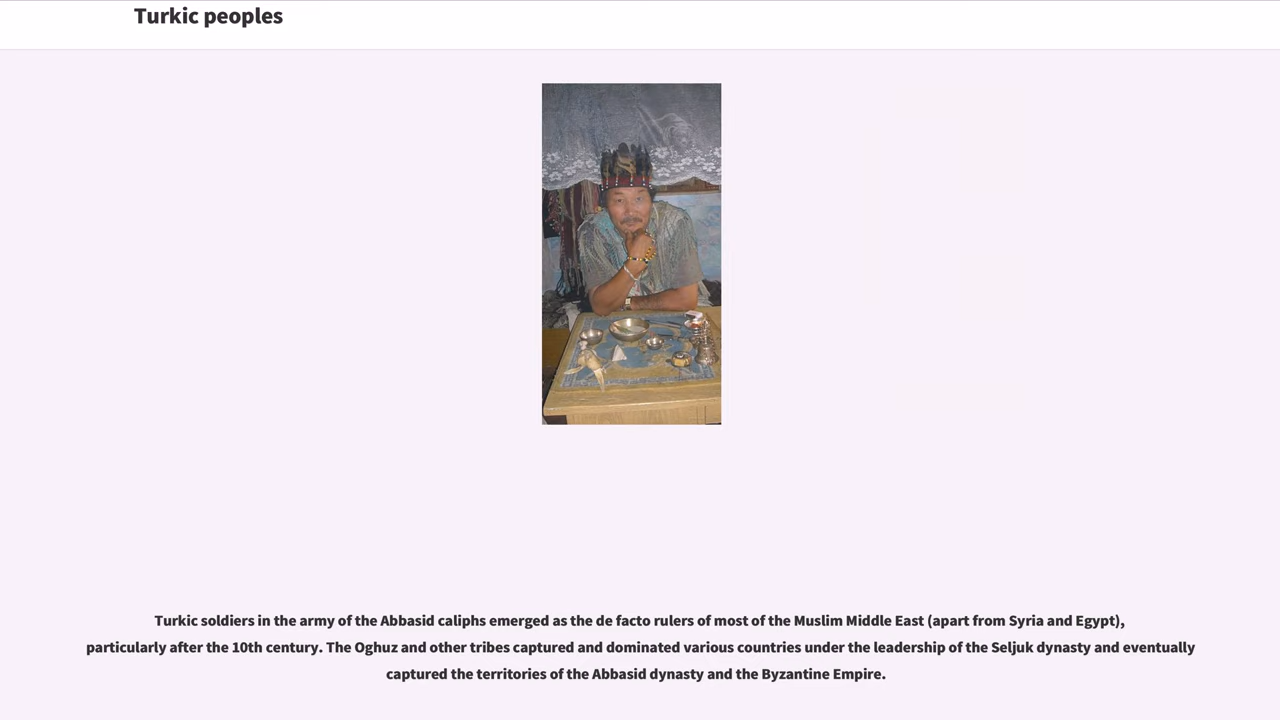 Turkic peoples
Turkic soldiers in the army of the Abbasid caliphs emerged as the de facto rulers of most of the Muslim Middle East (apart from Syria and Egypt),
particularly after the 10th century. The Oghuz and other tribes captured and dominated various countries under the leadership of the Seljuk dynasty and eventually
captured the territories of the Abbasid dynasty and the Byzantine Empire.